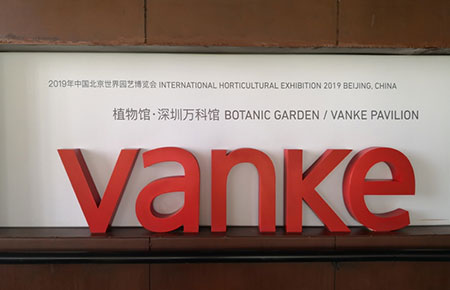 2019年中国北京世界园艺博览会 INTERNATIONAL HORTICULTURAL EXHIBITION 2019 BEIJING, CHINA
植物馆·深圳万科馆 BOTANIC GARDEN / VANKE PAVILION
vanke